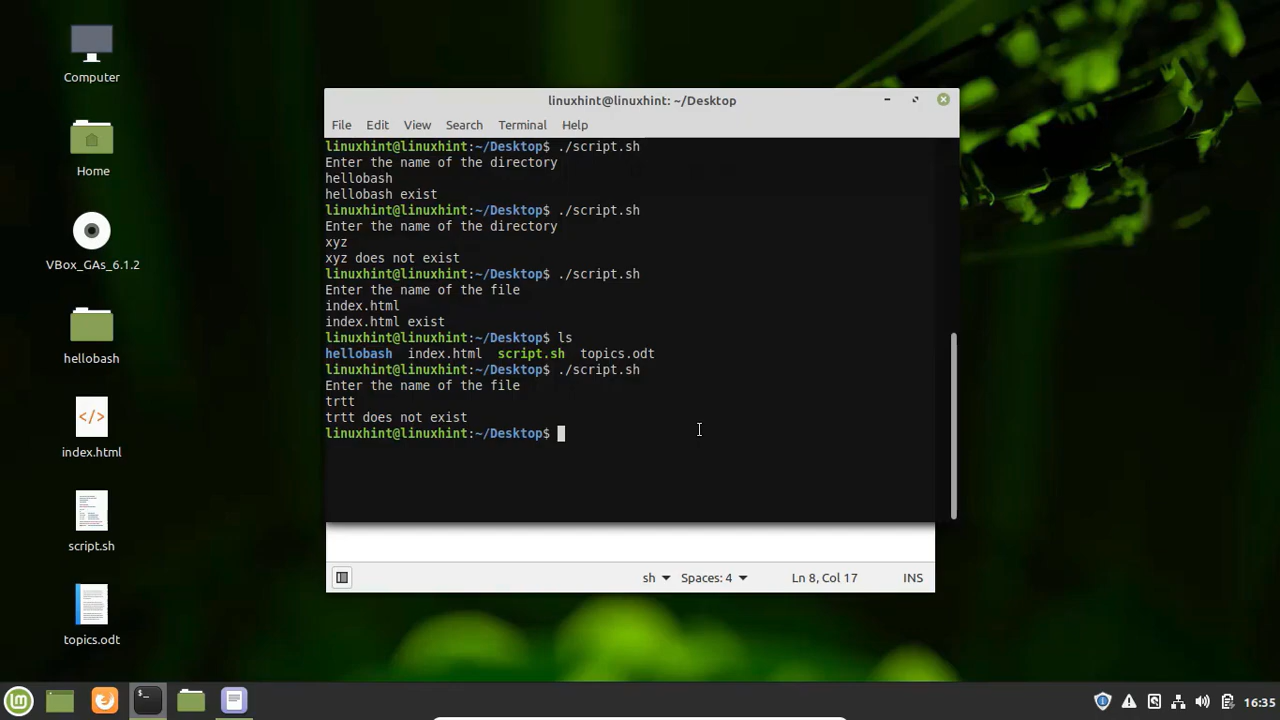 Computer
Home
VBox_GAs_6.1.2
hellobash
index.html
script.sh
topics.odt
linuxhint@linuxhint: ~/Desktop
File Edit View Search Terminal Help
linuxhint@linuxhint:~/Desktop$ ./script.sh
Enter the name of the directory
hellobash
hellobash exist
linuxhint@linuxhint:~/Desktop$ ./script.sh
Enter the name of the directory
xyz
xyz does not exist
linuxhint@linuxhint:~/Desktop$ ./script.sh
Enter the name of the file
index.html
index.html exist
linuxhint@linuxhint:~/Desktop$ ls
hellobash index.html script.sh topics.odt
linuxhint@linuxhint:~/Desktop$ ./script.sh
Enter the name of the file
trtt
trtt does not exist
linuxhint@linuxhint:~/Desktop$
sh Spaces: 4 Ln 8, Col 17 INS
16:35